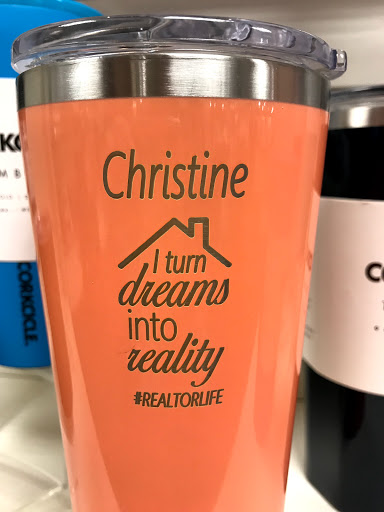 Christine
I turn
dreams
into
reality
#REALTORLIFE
CORKCICLE